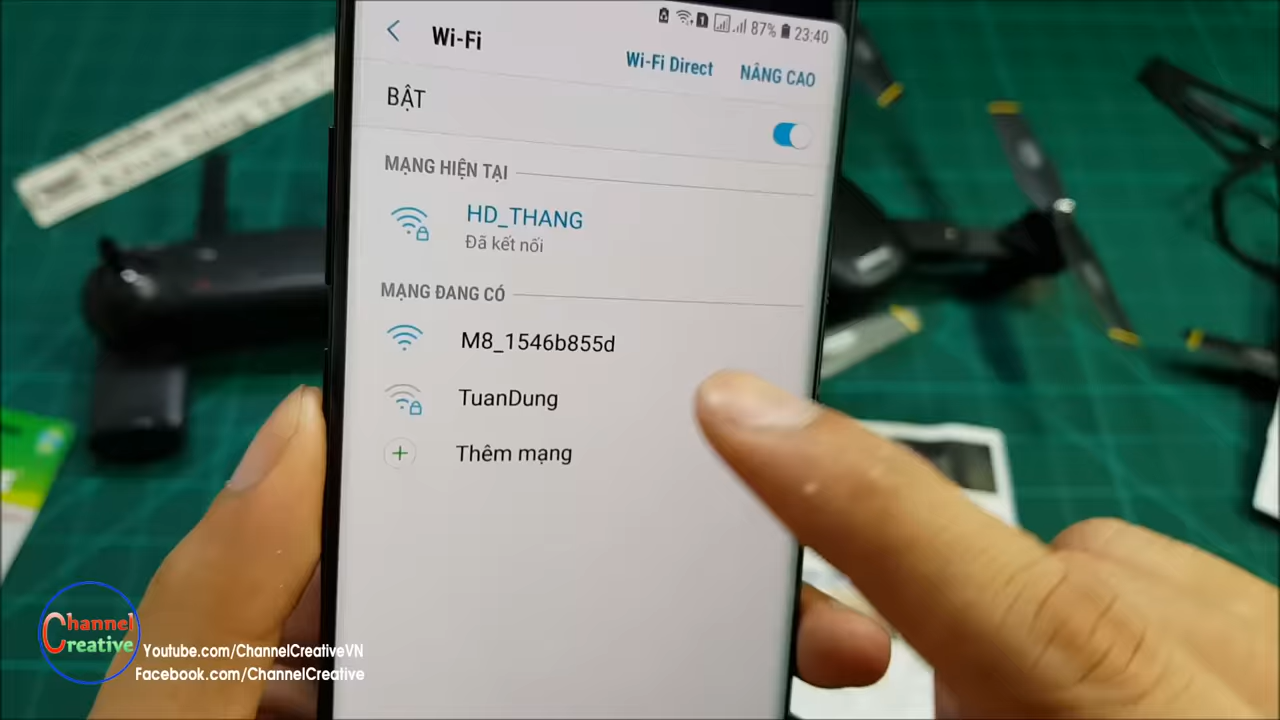 87% 23:40
Wi-Fi
Wi-Fi Direct
NÂNG CAO
BẬT
MẠNG HIỆN TẠI
HD_THANG
Đã kết nối
MẠNG ĐANG CÓ
M8_1546b855d
TuanDung
Thêm mạng
Channel
Creative
Youtube.com/ChannelCreativeVN
Facebook.com/ChannelCreative